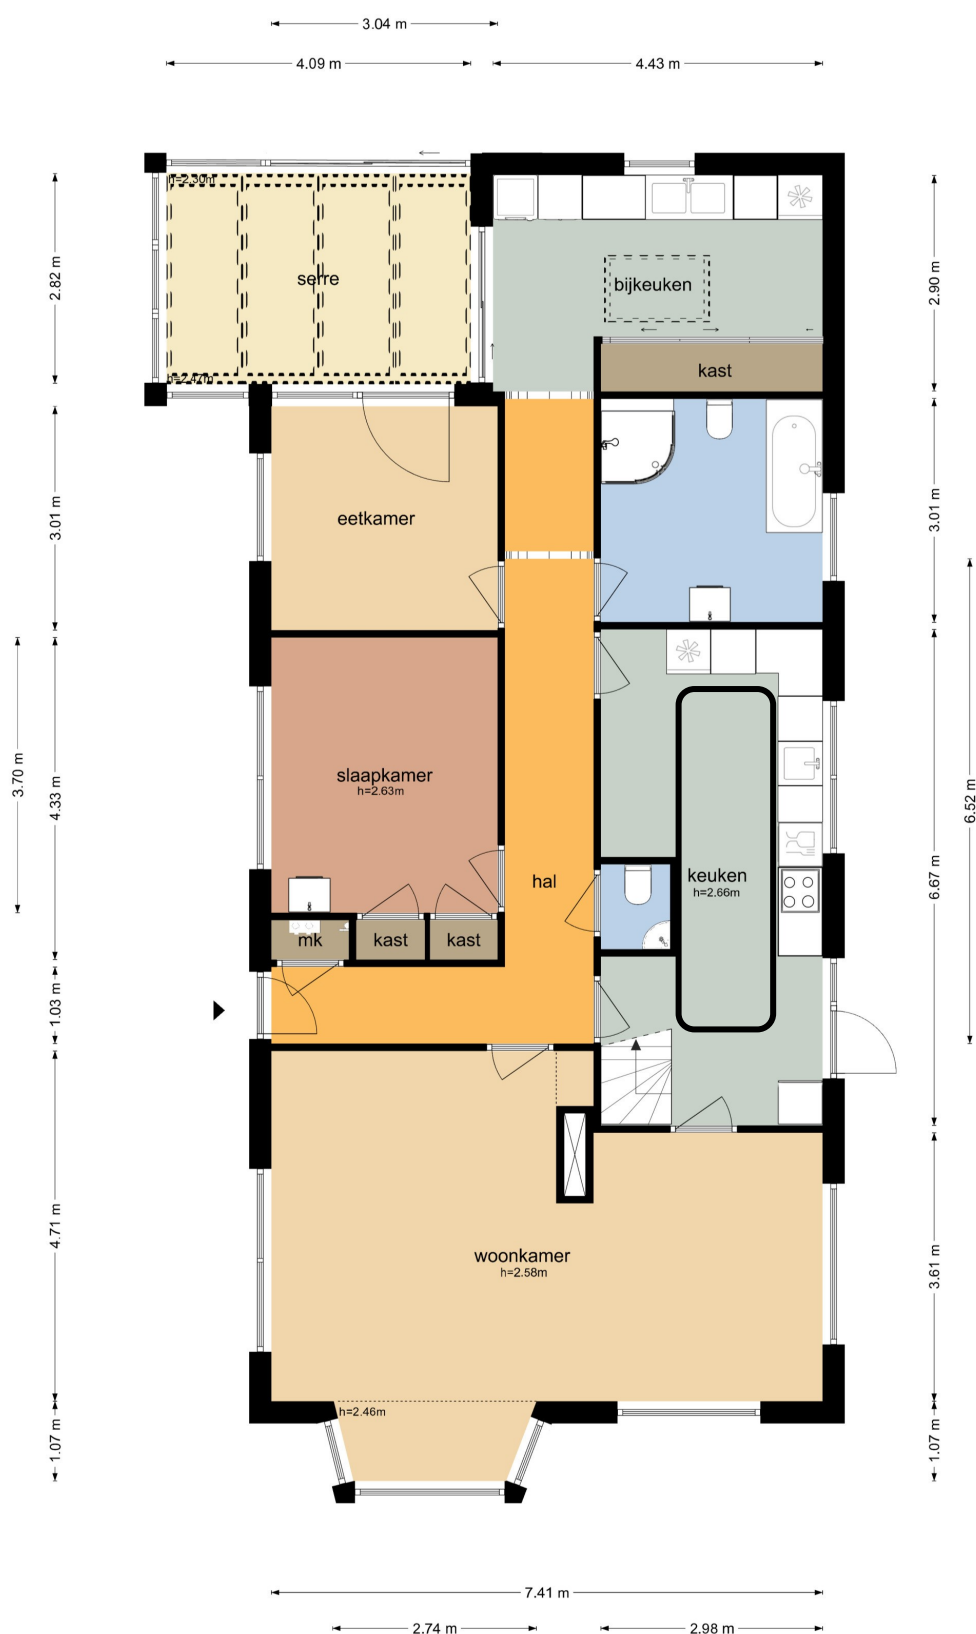 3.04 m
4.09 m
4.43 m
h=2.30m
2.82 m
serre
bijkeuken
2.90 m
h=2.47m
kast
3.01 m
eetkamer
3.01 m
3.70 m
4.33 m
slaapkamer
h=2.63m
6.52 m
hal
keuken
h=2.66m
6.67 m
mk
kast
kast
1.03 m
4.71 m
woonkamer
h=2.58m
3.61 m
h=2.46m
1.07 m
1.07 m
7.41 m
2.74 m
2.98 m